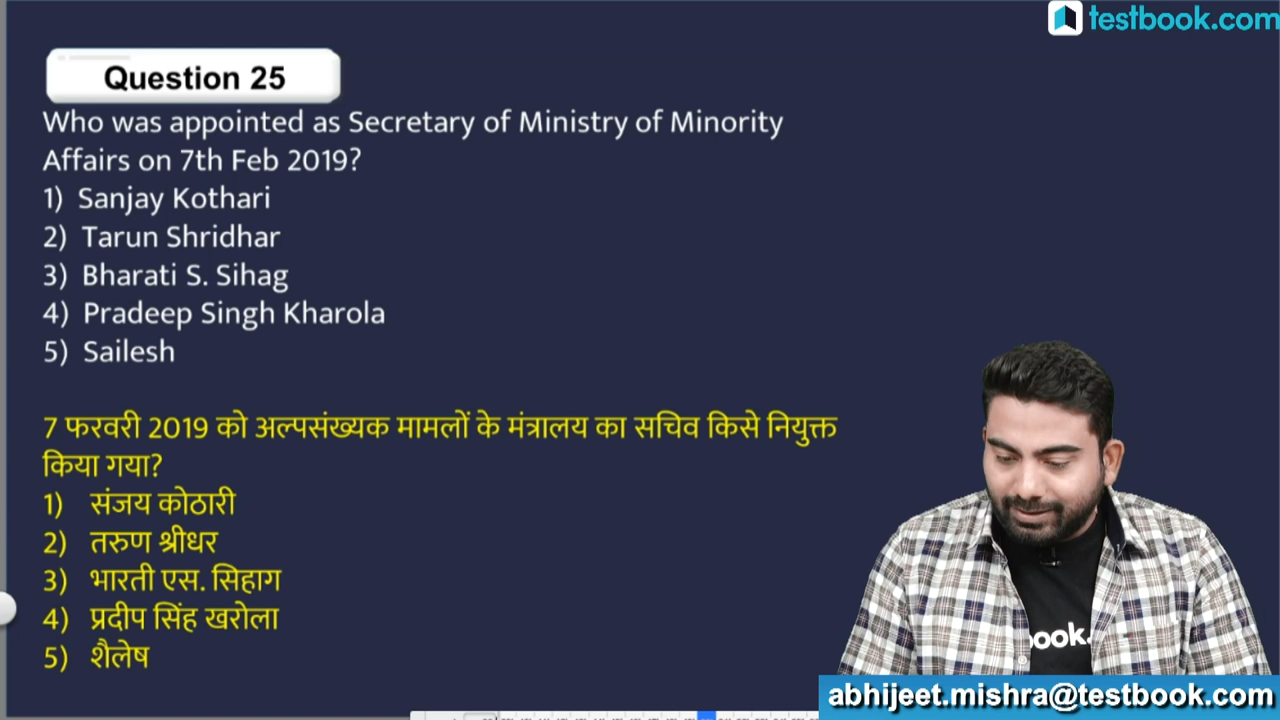 testbook.com
Question 25
Who was appointed as Secretary of Ministry of Minority
Affairs on 7th Feb 2019?
1) Sanjay Kothari
2) Tarun Shridhar
3) Bharati S. Sihag
4) Pradeep Singh Kharola
5) Sailesh
7 फरवरी 2019 को अल्पसंख्यक मामलों के मंत्रालय का सचिव किसे नियुक्त
किया गया?
1) संजय कोठारी
2) तरुण श्रीधर
3) भारती एस. सिहाग
4) प्रदीप सिंह खरोला
5) शैलेष
ook.
abhijeet.mishra@testbook.com